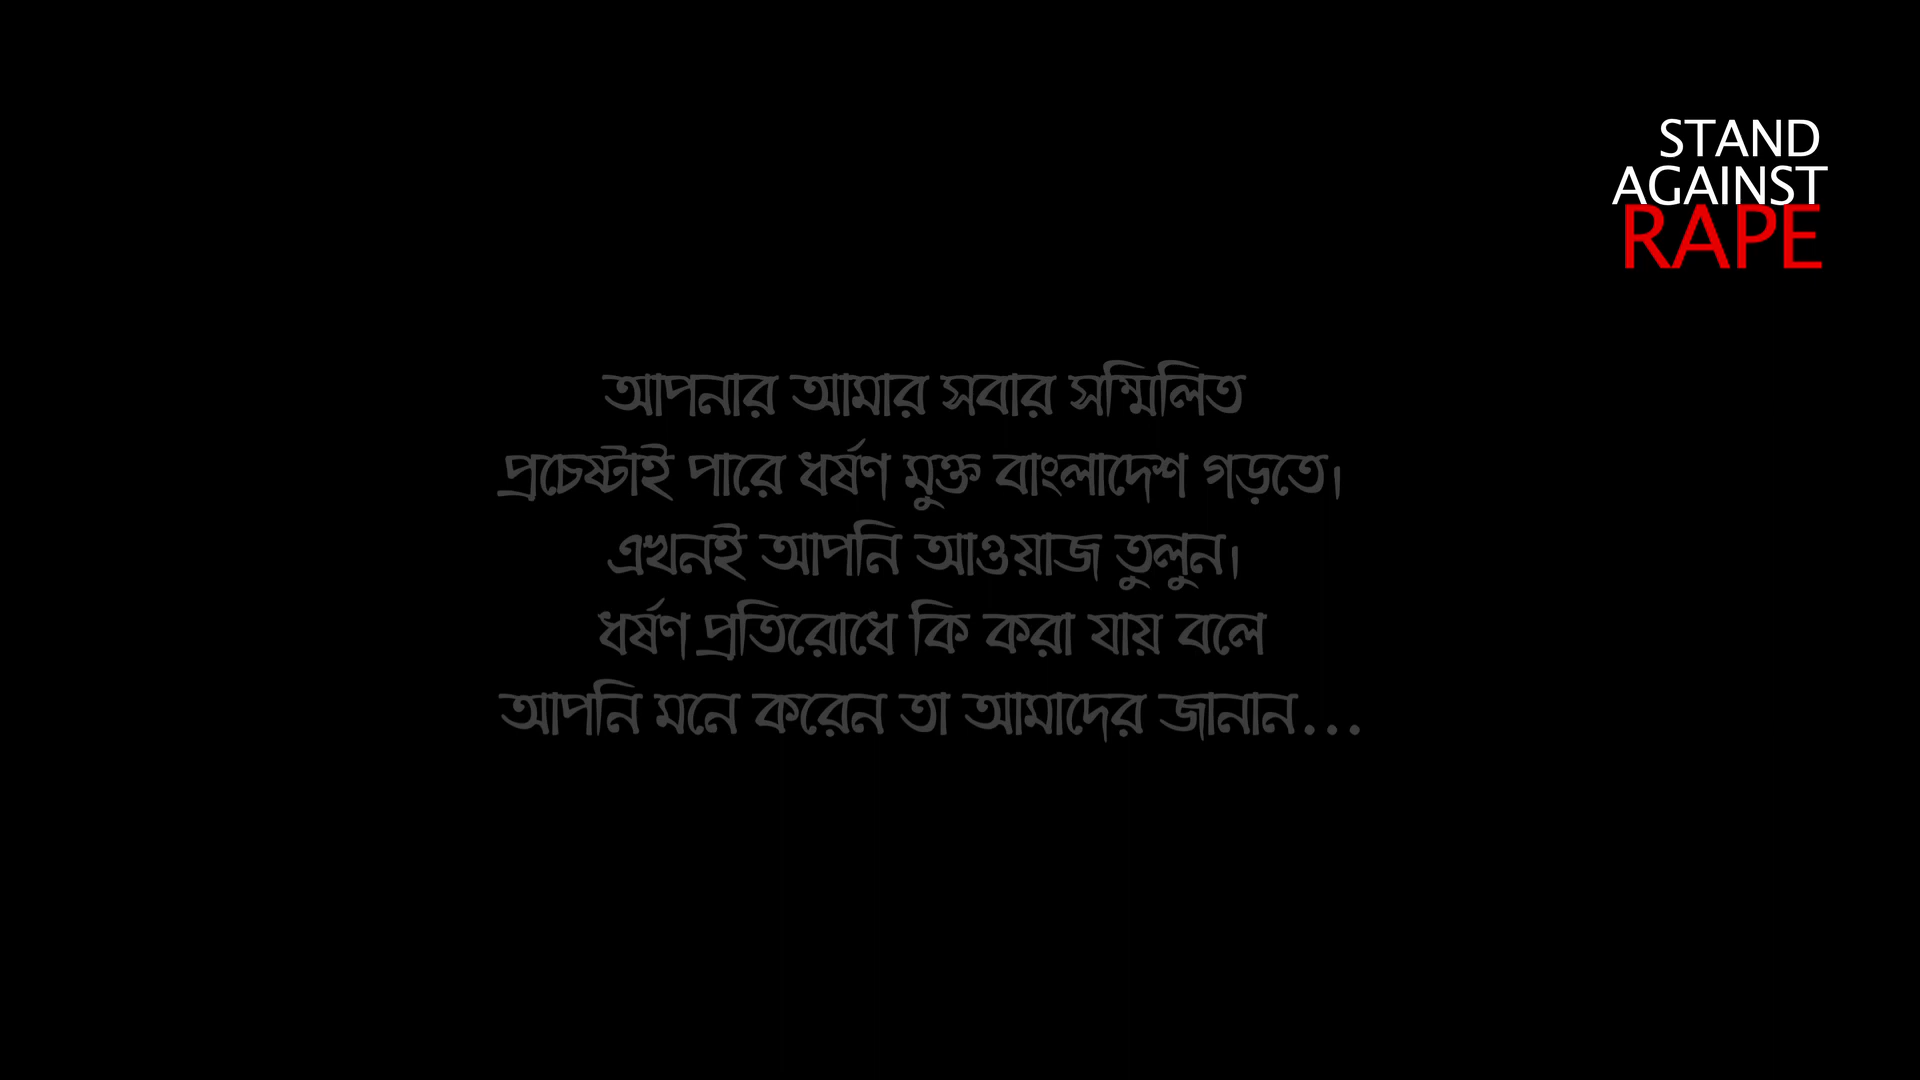 STAND
AGAINST
RAPE
আপনার আমার সবার সম্মিলিত
প্রচেষ্টাই পারে ধর্ষণ মুক্ত বাংলাদেশ গড়তে।
এখনই আপনি আওয়াজ তুলুন।
ধর্ষণ প্রতিরোধে কি করা যায় বলে
আপনি মনে করেন তা আমাদের জানান...